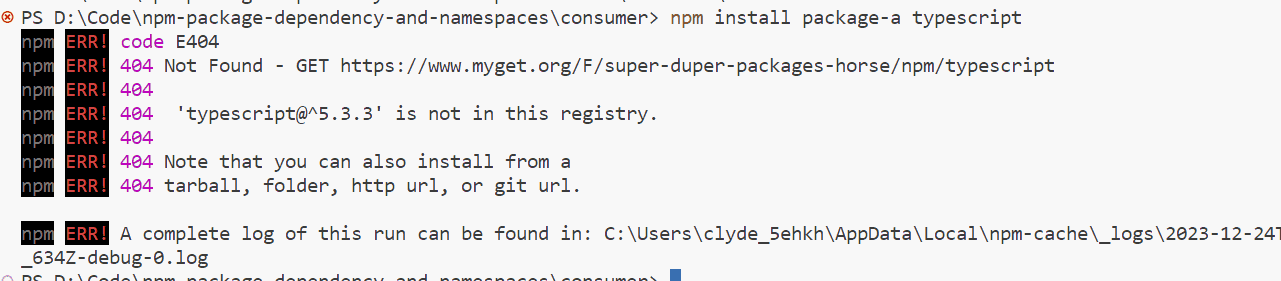 PS D:\Code\npm-package-dependency-and-namespaces\consumer> npm install package-a typescript
npm ERR! code E404
npm ERR! 404 Not Found - GET https://www.myget.org/F/super-duper-packages-horse/npm/typescript
npm ERR! 404
npm ERR! 404  'typescript@^5.3.3' is not in this registry.
npm ERR! 404
npm ERR! 404 Note that you can also install from a
npm ERR! 404 tarball, folder, http url, or git url.
npm ERR! A complete log of this run can be found in: C:\Users\clyde_5ehkh\AppData\Local\npm-cache\_logs\2023-12-24T
_634Z-debug-0.log
PS D:\Code\npm-package-dependency-and-namespaces\consumer>